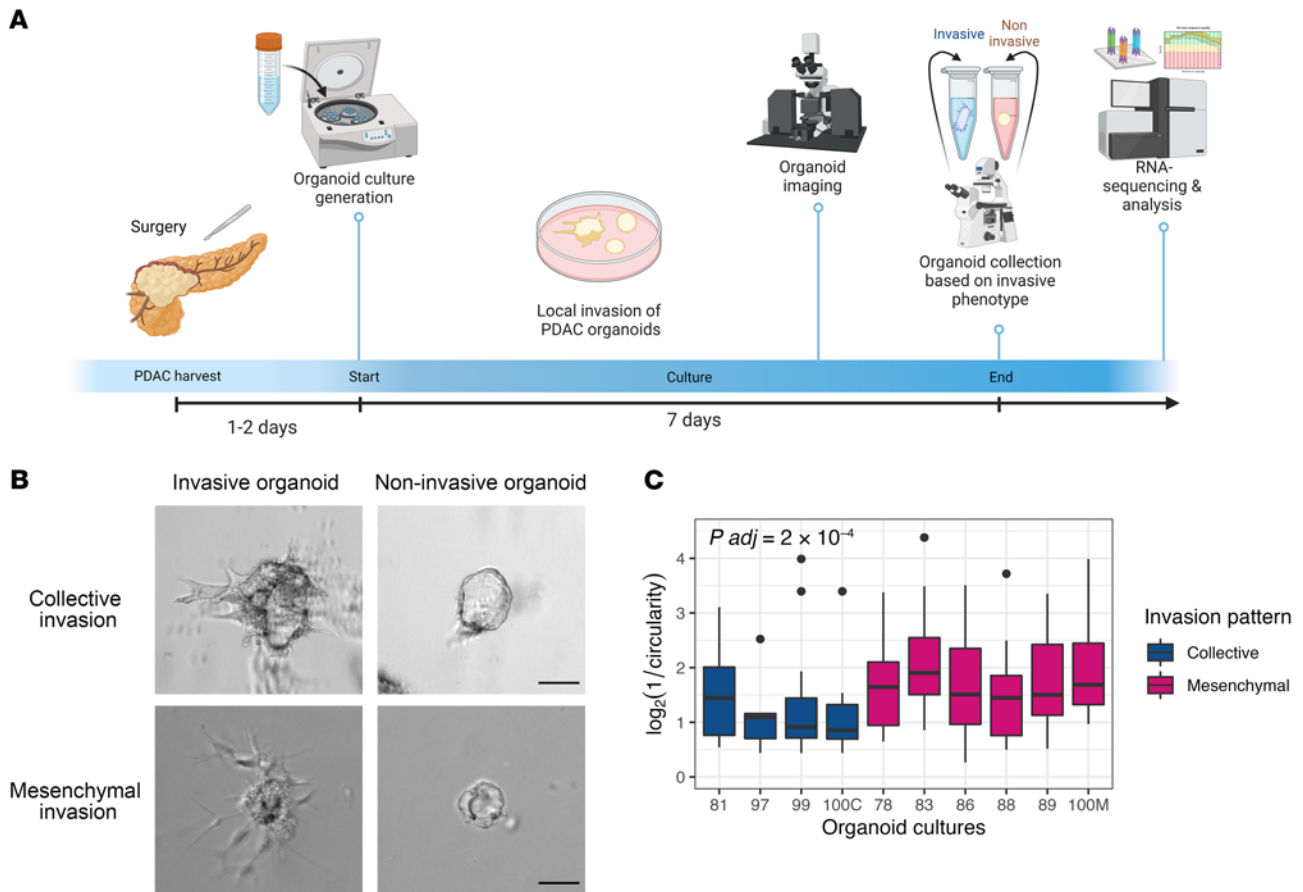 A
Invasive
Non
invasive
Organoid culture
generation
Organoid
imaging
RNA-
sequencing &
analysis
Surgery
Organoid collection
based on invasive
phenotype
Local invasion of
PDAC organoids
PDAC harvest
Start
Culture
End
1-2 days
7 days
B
Invasive organoid
Non-invasive organoid
Collective
invasion
Mesenchymal
invasion
C
P adj = 2 × 10⁻⁴
log₂(1/circularity)
4
3
2
1
0
81 97 99 100C 78 83 86 88 89 100M
Organoid cultures
Invasion pattern
Collective
Mesenchymal